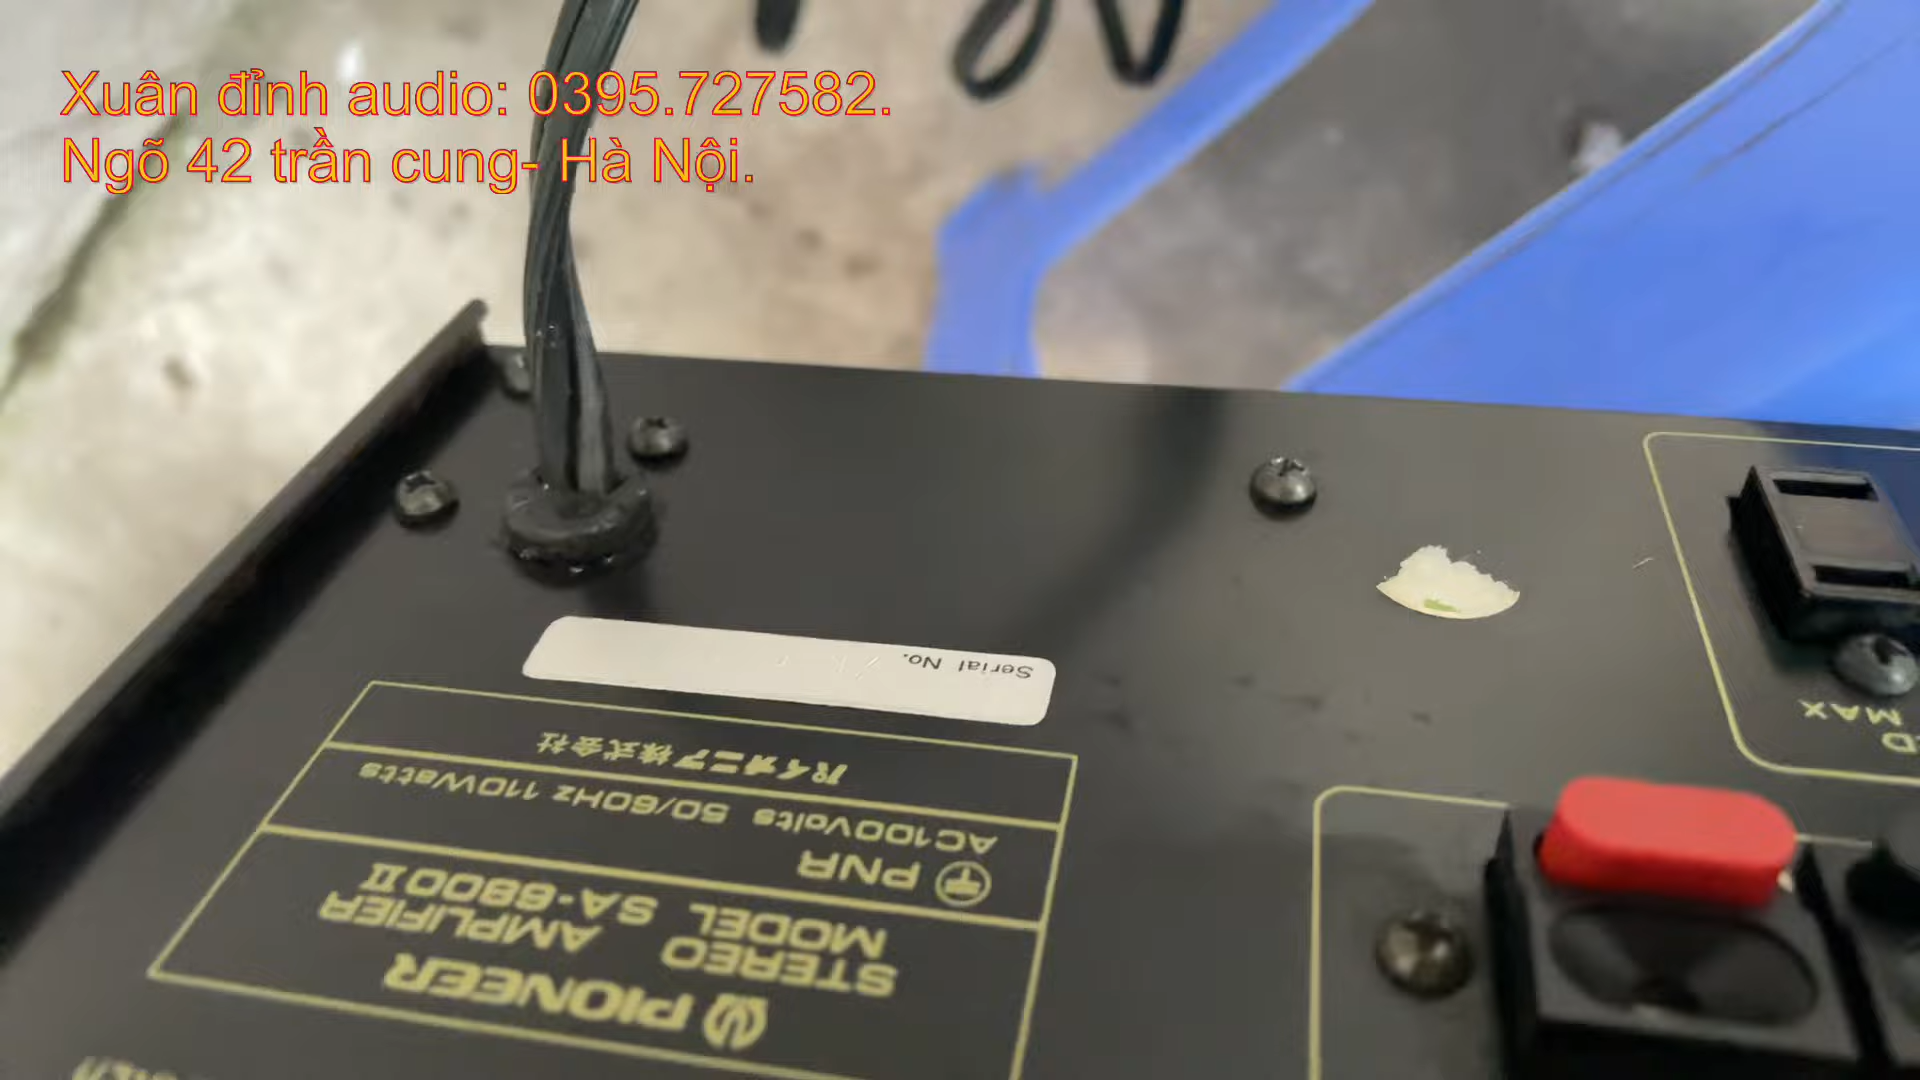 Xuân đỉnh audio: 0395.727582.
Ngõ 42 trần cung- Hà Nội.
PIONEER
STEREO AMPLIFIER
MODEL SA-6800II
PNR
AC100Volts 50/60Hz 110Watts
パイオニア株式会社
Serial No.
MAX